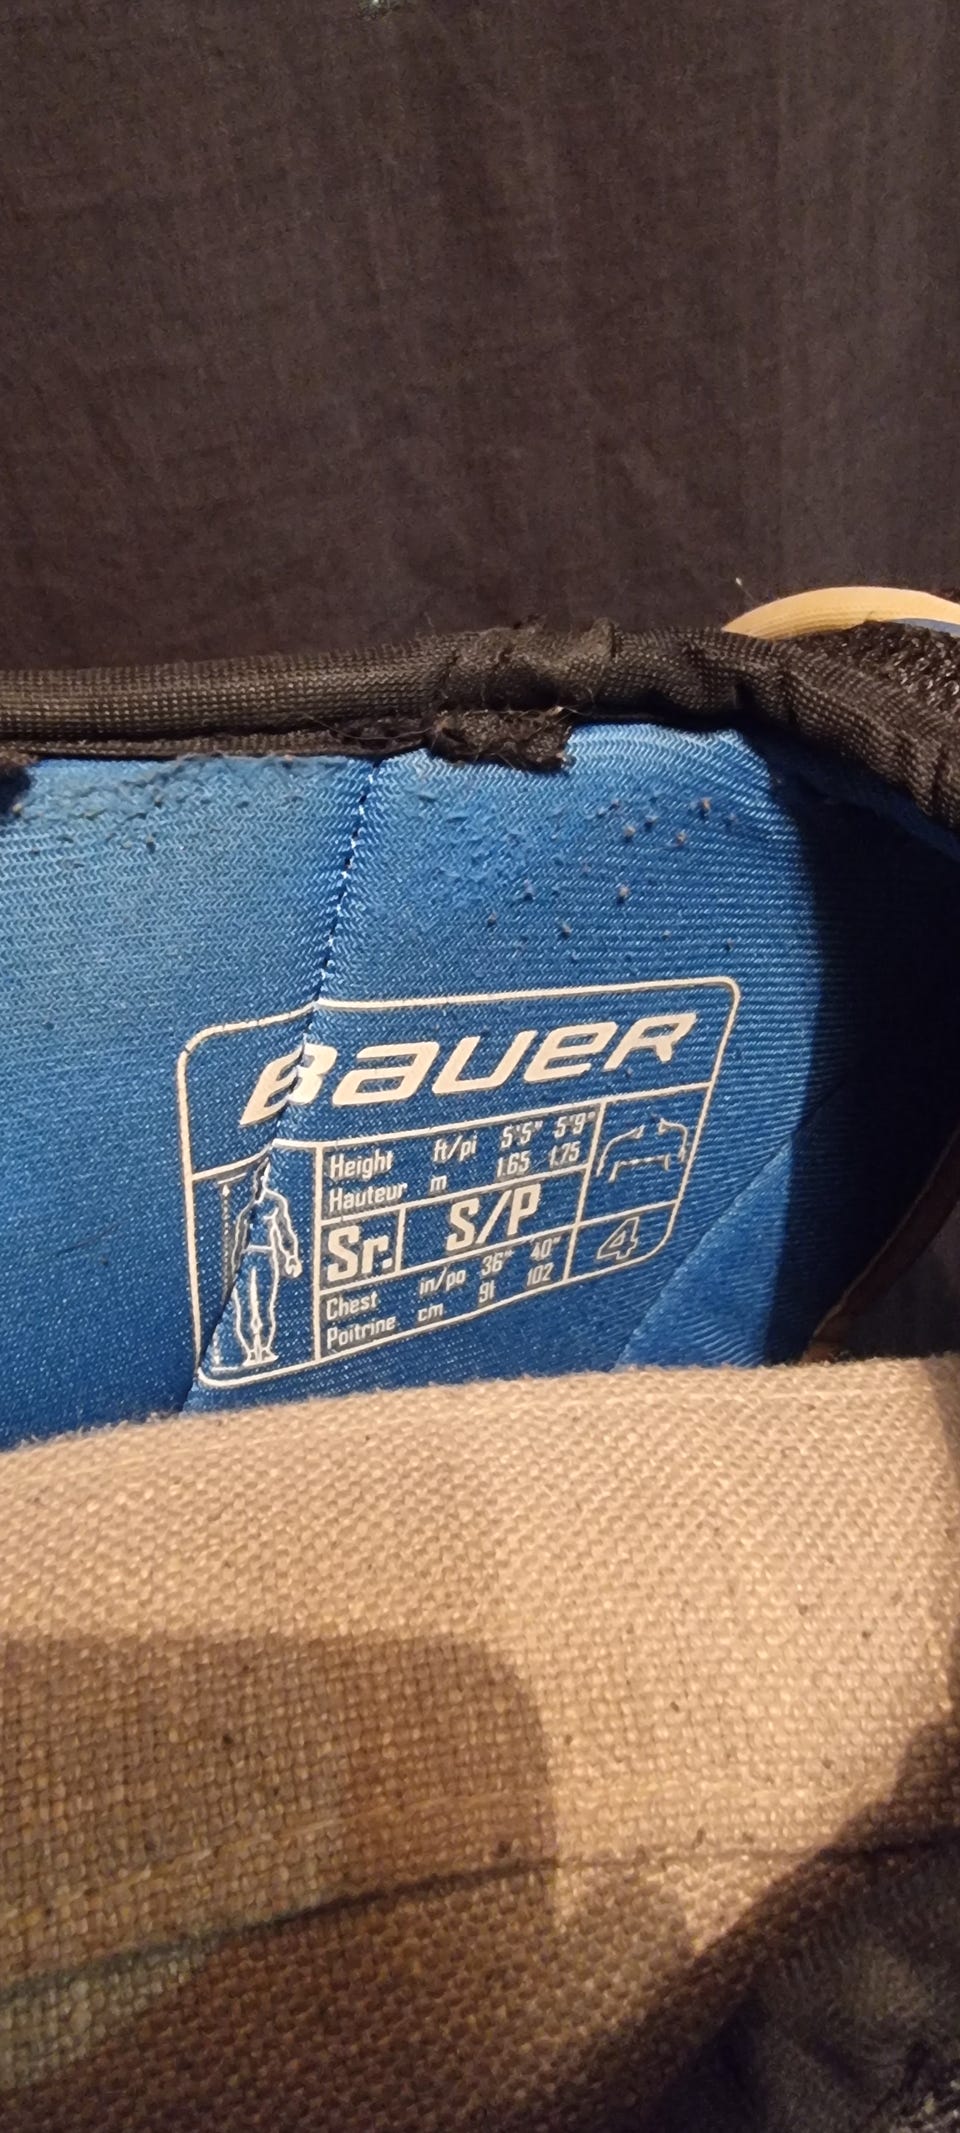 BAUER
Height ft/pi 5'5" 5'9"
Hauteur m 1.65 1.75
Sr. S/P
4
Chest in/po 36" 40"
Poitrine cm 91 102